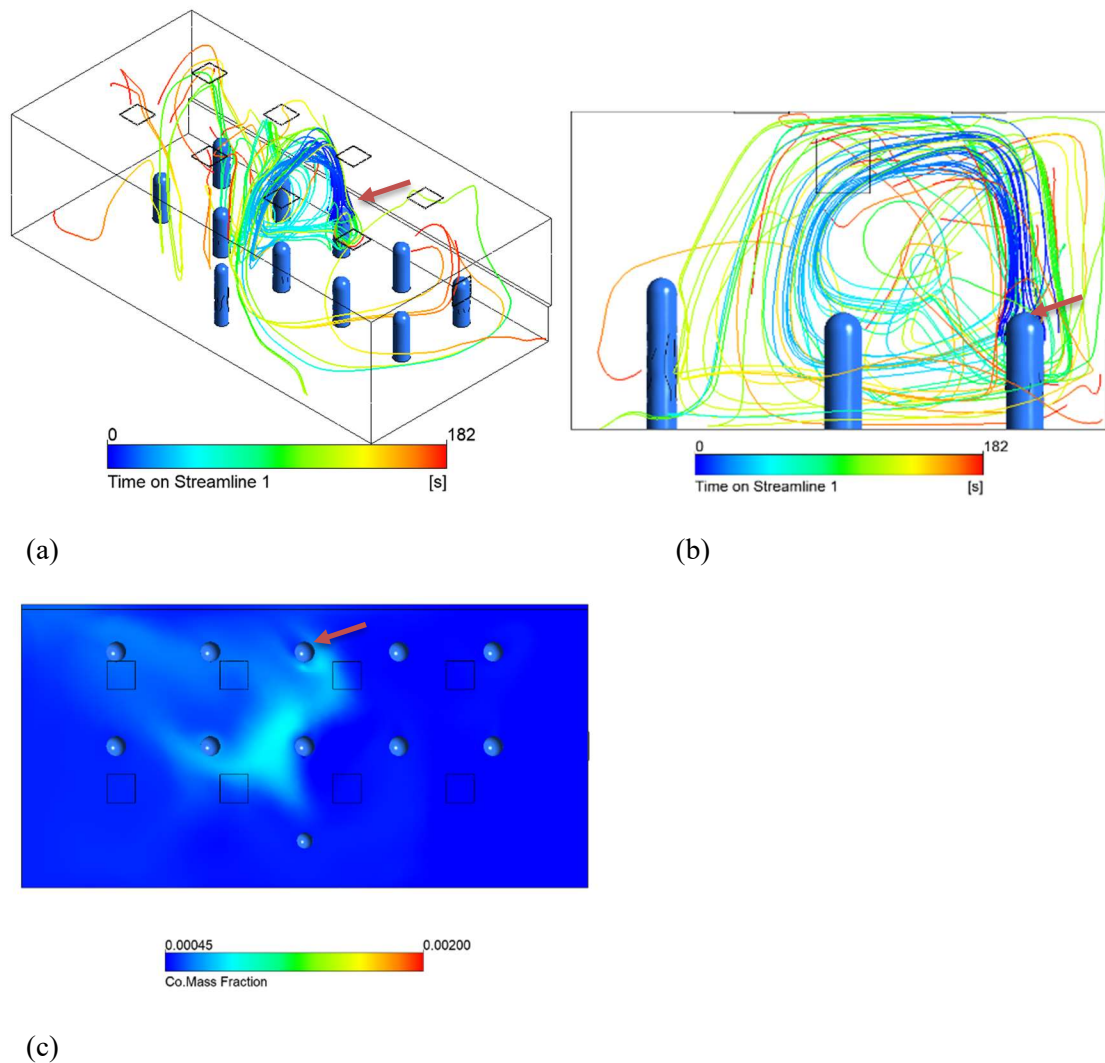 0 182
Time on Streamline 1 [s]
0 182
Time on Streamline 1 [s]
(a) (b)
0.00045 0.00200
Co.Mass Fraction
(c)